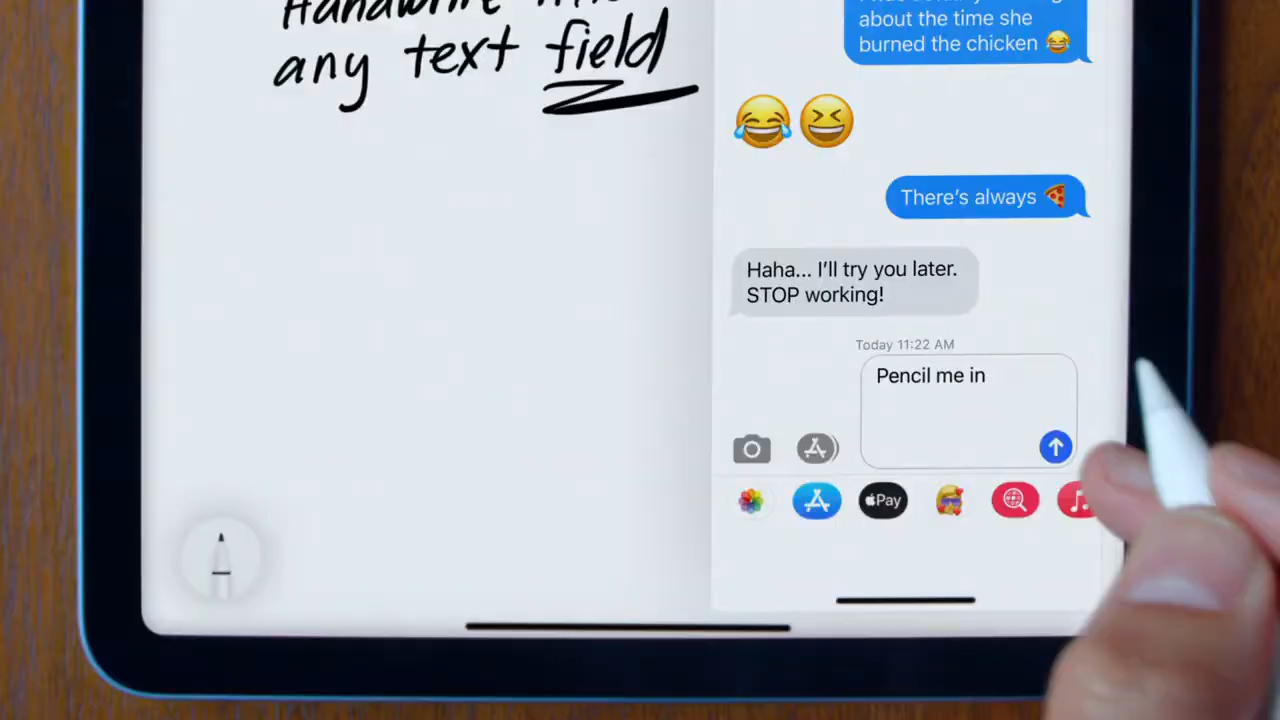 Handwrite
any text field
about the time she
burned the chicken 😂
😂 😆
There's always 🍕
Haha... I'll try you later.
STOP working!
Today 11:22 AM
Pencil me in
Pay